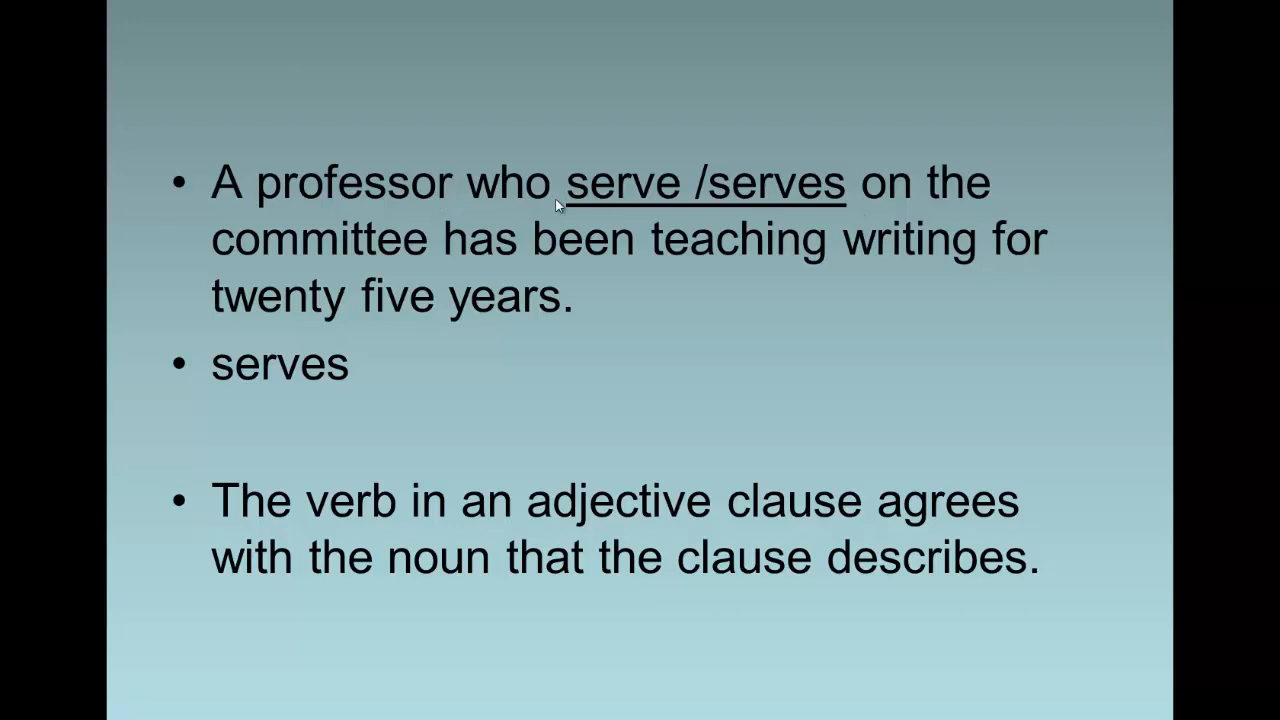 • A professor who serve /serves on the
committee has been teaching writing for
twenty five years.
• serves
• The verb in an adjective clause agrees
with the noun that the clause describes.